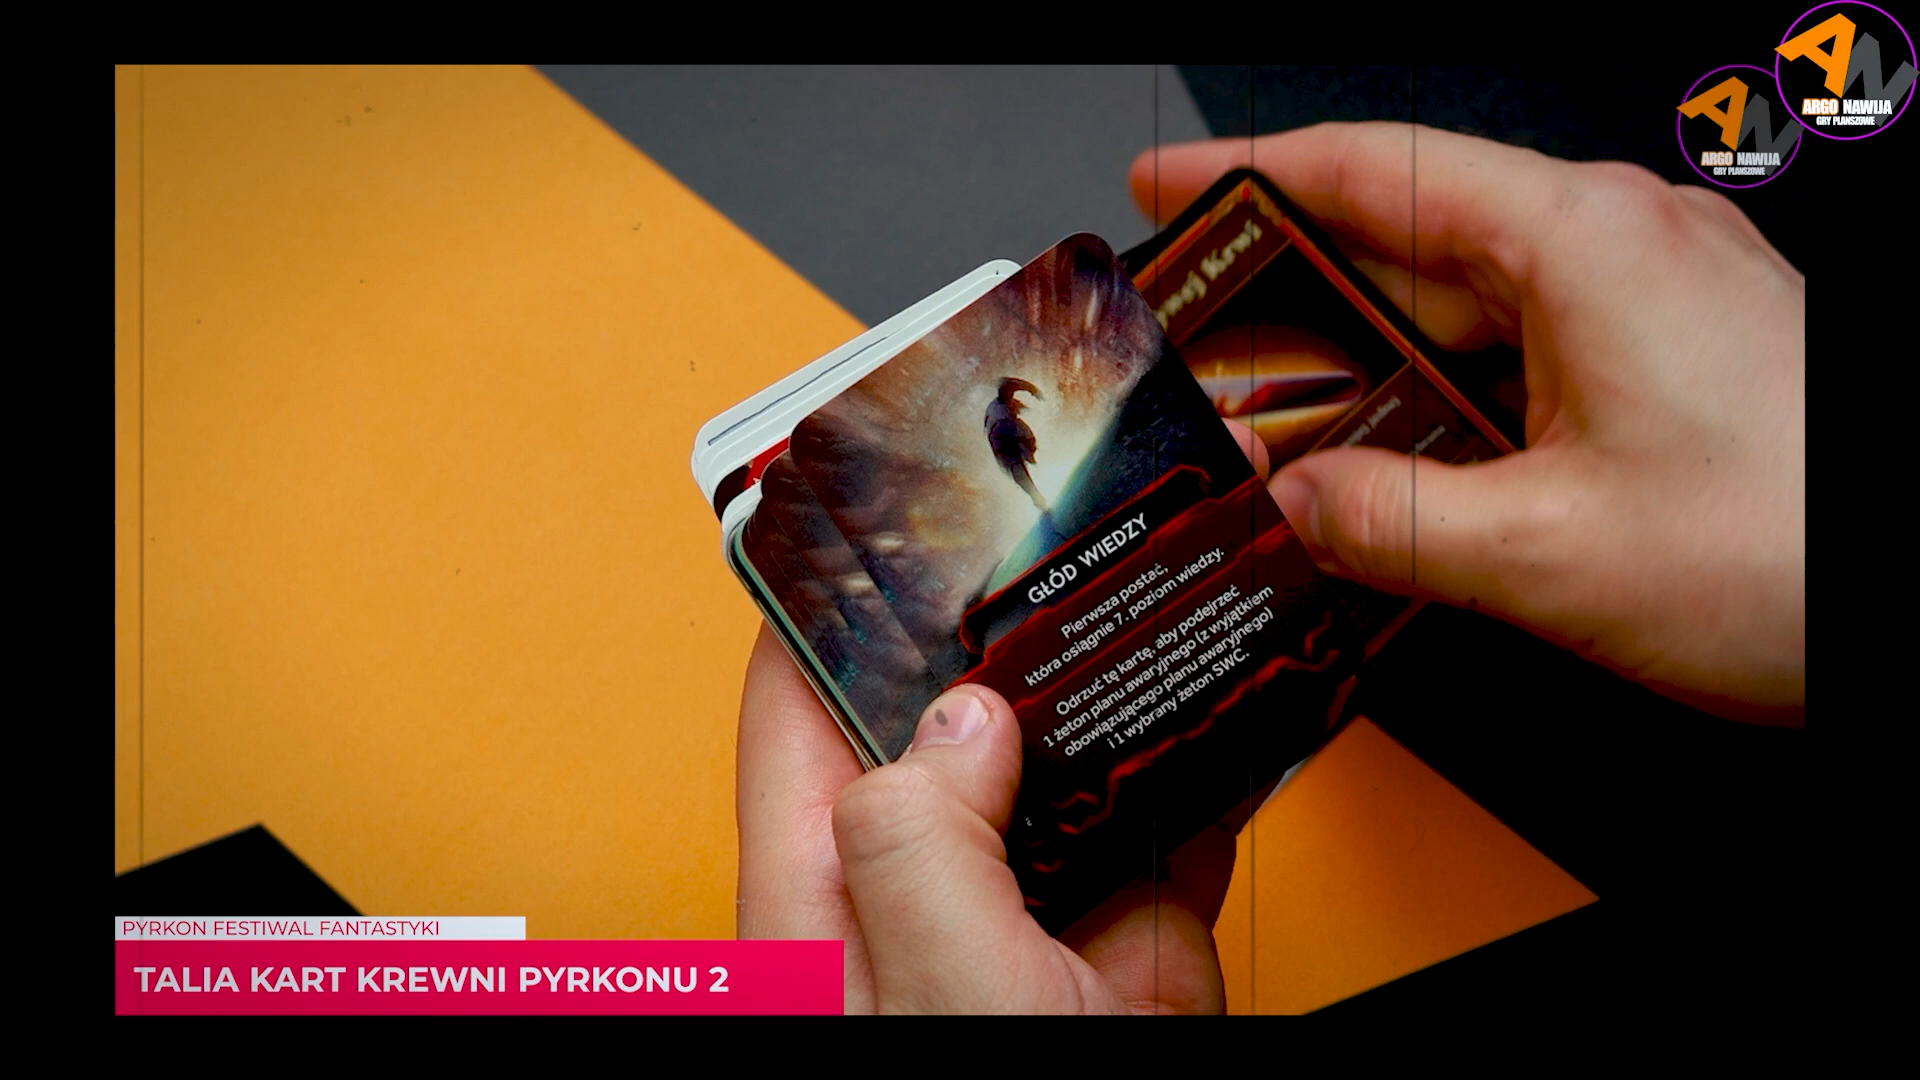 ARGO NAWIJA
GRY PLANSZOWE
ARGO NAWIJA
GRY PLANSZOWE
GŁÓD WIEDZY
Pierwsza postać,
która osiągnie 7. poziom wiedzy.
Odrzuć tę kartę, aby podejrzeć
1 żeton planu awaryjnego (z wyjątkiem
obowiązującego planu awaryjnego)
i 1 wybrany żeton SWC.
PYRKON FESTIWAL FANTASTYKI
TALIA KART KREWNI PYRKONU 2